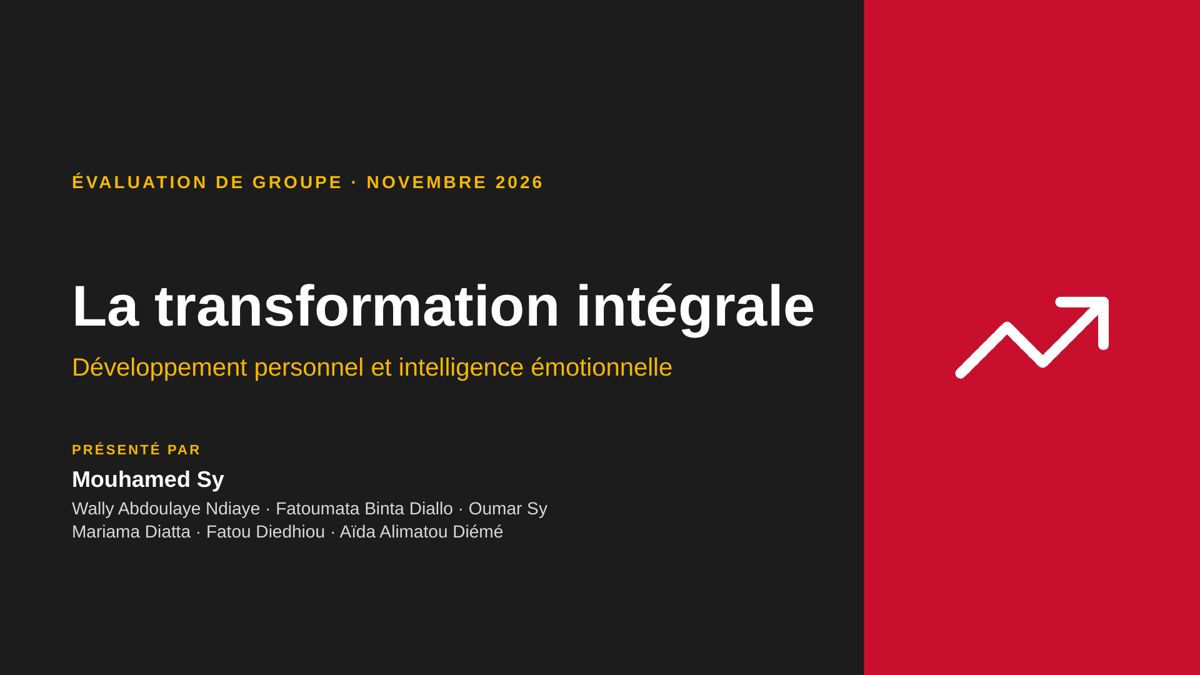 ÉVALUATION DE GROUPE · NOVEMBRE 2026
La transformation intégrale
Développement personnel et intelligence émotionnelle
PRÉSENTÉ PAR
Mouhamed Sy
Wally Abdoulaye Ndiaye · Fatoumata Binta Diallo · Oumar Sy
Mariama Diatta · Fatou Diedhiou · Aïda Alimatou Diémé